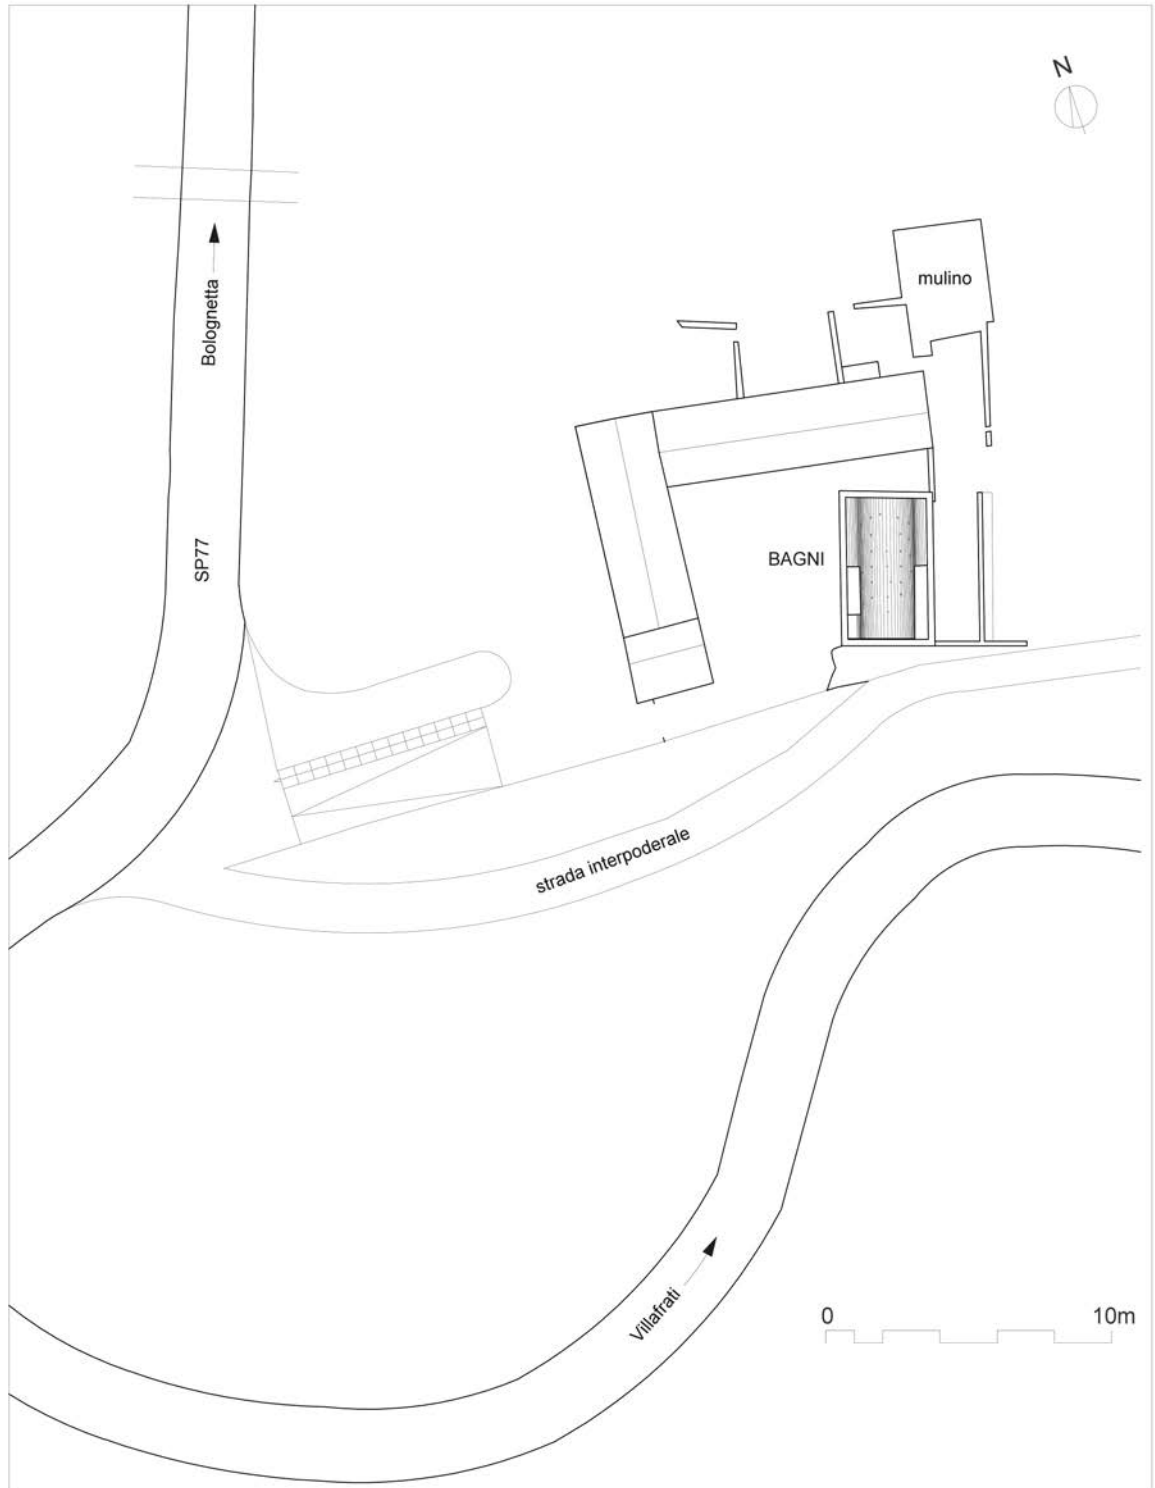 N
mulino
Bolognetta
SP77
BAGNI
strada interpoderale
Villafrati
0 10m